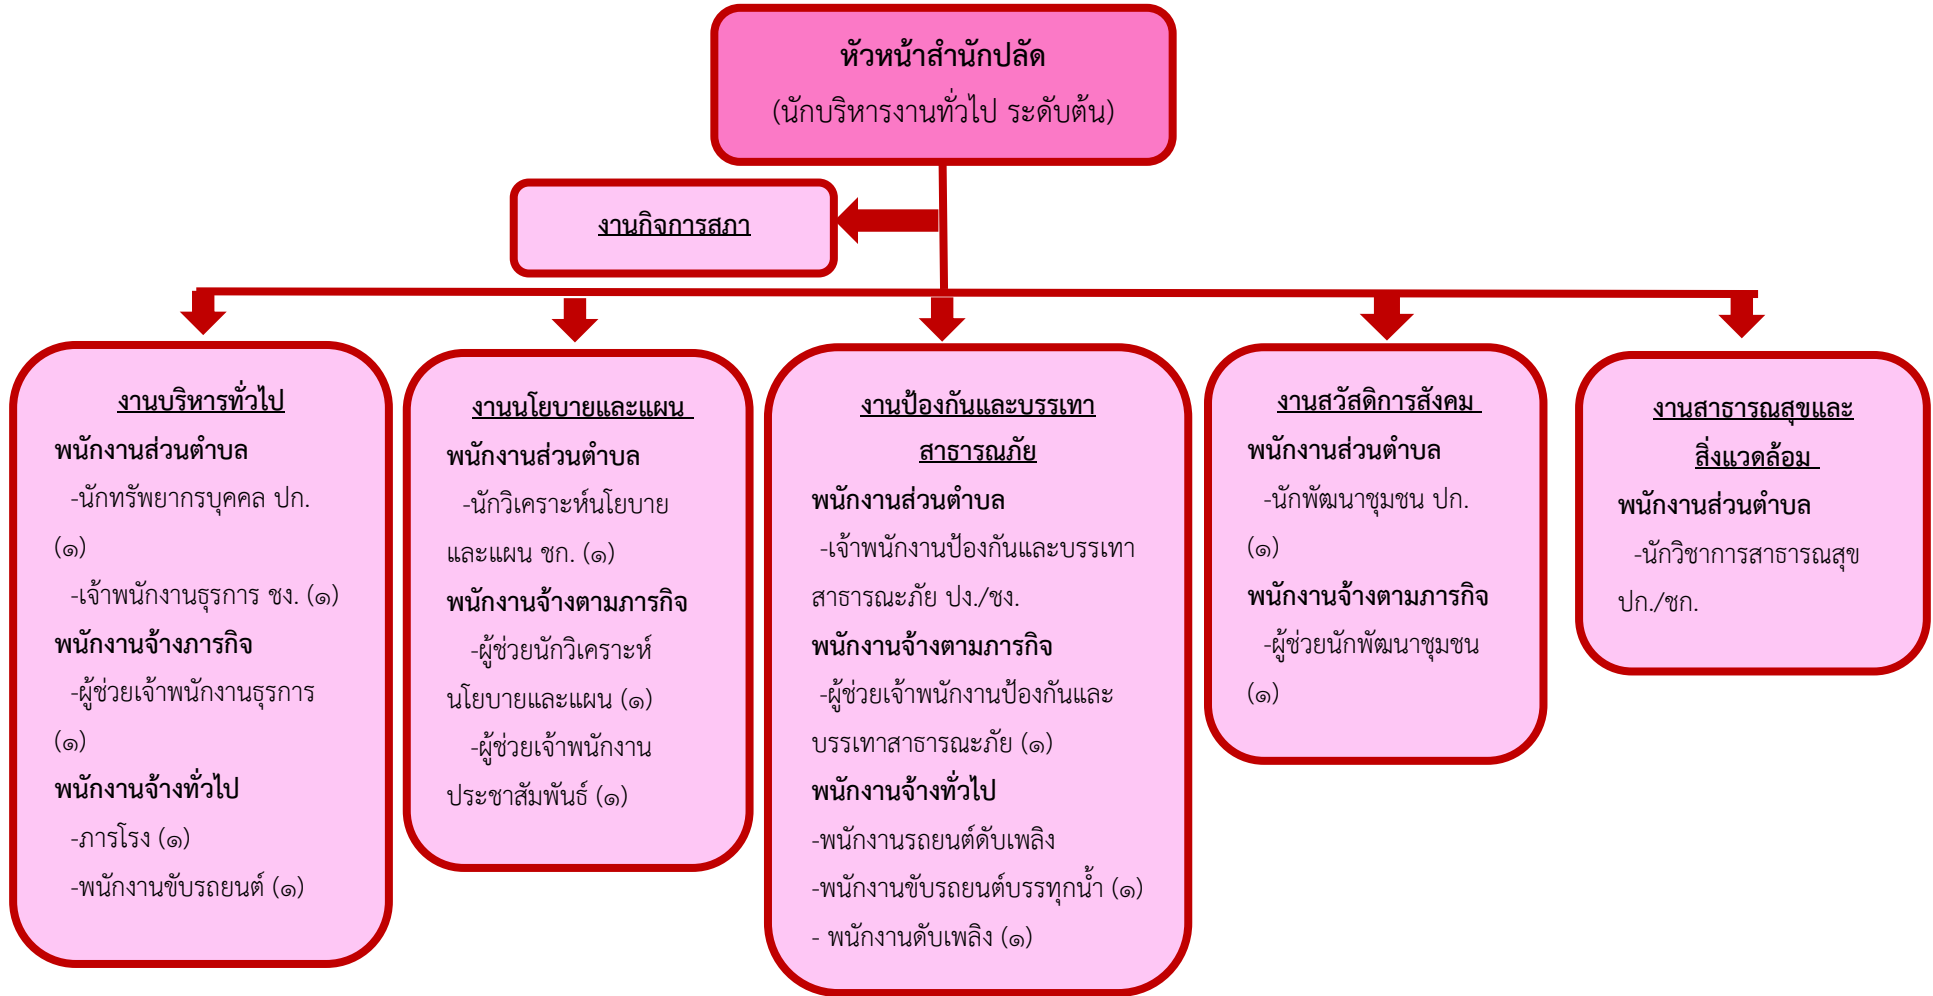 หัวหน้าสำนักปลัด
(นักบริหารงานทั่วไป ระดับต้น)
งานกิจการสภา
งานบริหารทั่วไป
พนักงานส่วนตำบล
-นักทรัพยากรบุคคล ปก.
(๑)
-เจ้าพนักงานธุรการ ชง. (๑)
พนักงานจ้างภารกิจ
-ผู้ช่วยเจ้าพนักงานธุรการ
(๑)
พนักงานจ้างทั่วไป
-ภารโรง (๑)
-พนักงานขับรถยนต์ (๑)
งานนโยบายและแผน
พนักงานส่วนตำบล
-นักวิเคราะห์นโยบาย
และแผน ชก. (๑)
พนักงานจ้างตามภารกิจ
-ผู้ช่วยนักวิเคราะห์
นโยบายและแผน (๑)
-ผู้ช่วยเจ้าพนักงาน
ประชาสัมพันธ์ (๑)
งานป้องกันและบรรเทา
สาธารณภัย
พนักงานส่วนตำบล
-เจ้าพนักงานป้องกันและบรรเทา
สาธารณะภัย ปง./ชง.
พนักงานจ้างตามภารกิจ
-ผู้ช่วยเจ้าพนักงานป้องกันและ
บรรเทาสาธารณะภัย (๑)
พนักงานจ้างทั่วไป
-พนักงานรถยนต์ดับเพลิง
-พนักงานขับรถยนต์บรรทุกน้ำ (๑)
- พนักงานดับเพลิง (๑)
งานสวัสดิการสังคม
พนักงานส่วนตำบล
-นักพัฒนาชุมชน ปก.
(๑)
พนักงานจ้างตามภารกิจ
-ผู้ช่วยนักพัฒนาชุมชน
(๑)
งานสาธารณสุขและ
สิ่งแวดล้อม
พนักงานส่วนตำบล
-นักวิชาการสาธารณสุข
ปก./ชก.